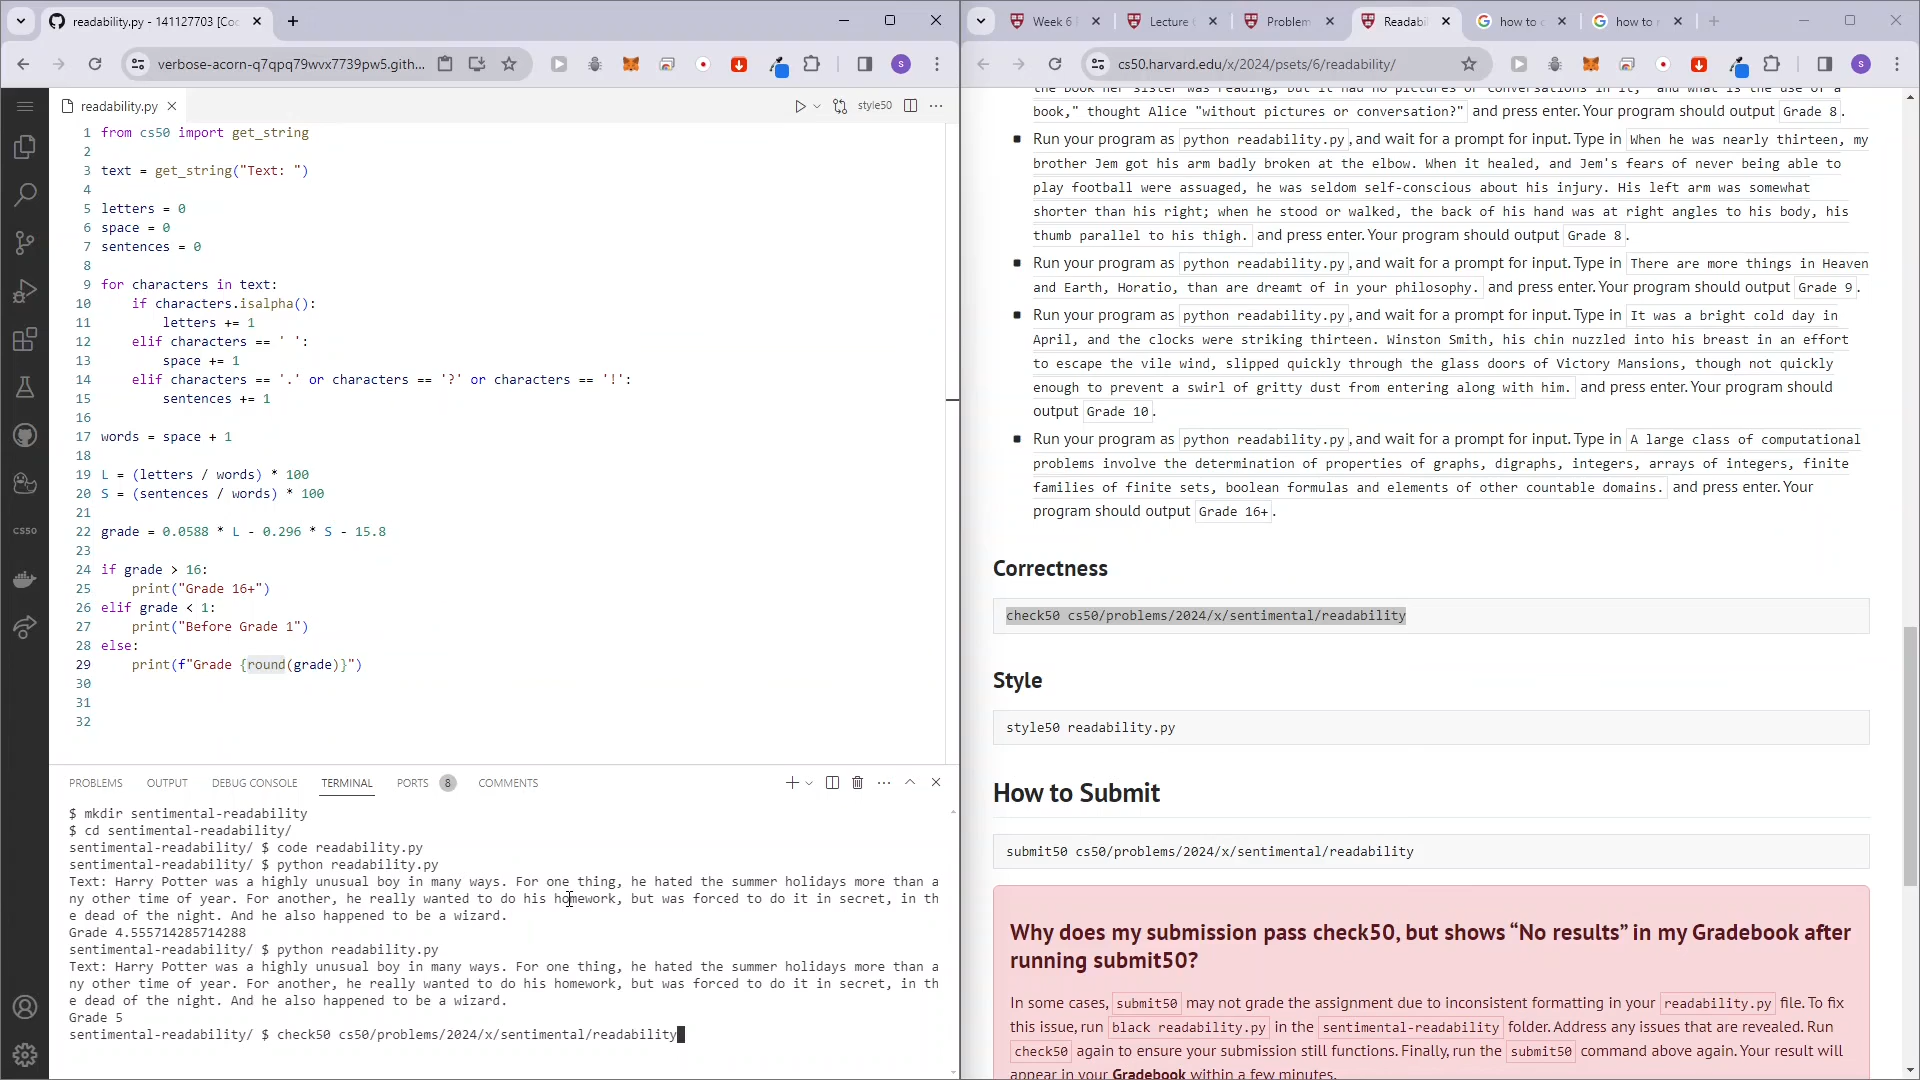 readability.py - 141127703 [Co
verbose-acorn-q7qpq79wvx7739pw5.gith...
readability.py
style50
1 from cs50 import get_string
2
3 text = get_string("Text: ")
4
5 letters = 0
6 space = 0
7 sentences = 0
8
9 for characters in text:
10 if characters.isalpha():
11 letters += 1
12 elif characters == ' ':
13 space += 1
14 elif characters == '.' or characters == '?' or characters == '!':
15 sentences += 1
16
17 words = space + 1
18
19 L = (letters / words) * 100
20 S = (sentences / words) * 100
21
22 grade = 0.0588 * L - 0.296 * S - 15.8
23
24 if grade > 16:
25 print("Grade 16+")
26 elif grade < 1:
27 print("Before Grade 1")
28 else:
29 print(f"Grade {round(grade)}")
30
31
32
CS50
PROBLEMS OUTPUT DEBUG CONSOLE TERMINAL PORTS 8 COMMENTS
$ mkdir sentimental-readability
$ cd sentimental-readability/
sentimental-readability/ $ code readability.py
sentimental-readability/ $ python readability.py
Text: Harry Potter was a highly unusual boy in many ways. For one thing, he hated the summer holidays more than a
ny other time of year. For another, he really wanted to do his homework, but was forced to do it in secret, in th
e dead of the night. And he also happened to be a wizard.
Grade 4.555714285714288
sentimental-readability/ $ python readability.py
Text: Harry Potter was a highly unusual boy in many ways. For one thing, he hated the summer holidays more than a
ny other time of year. For another, he really wanted to do his homework, but was forced to do it in secret, in th
e dead of the night. And he also happened to be a wizard.
Grade 5
sentimental-readability/ $ check50 cs50/problems/2024/x/sentimental/readability
Week 6 Lecture Problem Readabil how to how to
cs50.harvard.edu/x/2024/psets/6/readability/
S
S
the book her sister was reading, but it had no pictures or conversations in it, "and what is the use of a
book," thought Alice "without pictures or conversation?" and press enter. Your program should output Grade 8.
Run your program as python readability.py, and wait for a prompt for input. Type in When he was nearly thirteen, my
brother Jem got his arm badly broken at the elbow. When it healed, and Jem's fears of never being able to
play football were assuaged, he was seldom self-conscious about his injury. His left arm was somewhat
shorter than his right; when he stood or walked, the back of his hand was at right angles to his body, his
thumb parallel to his thigh. and press enter. Your program should output Grade 8.
Run your program as python readability.py, and wait for a prompt for input. Type in There are more things in Heaven
and Earth, Horatio, than are dreamt of in your philosophy. and press enter. Your program should output Grade 9.
Run your program as python readability.py, and wait for a prompt for input. Type in It was a bright cold day in
April, and the clocks were striking thirteen. Winston Smith, his chin nuzzled into his breast in an effort
to escape the vile wind, slipped quickly through the glass doors of Victory Mansions, though not quickly
enough to prevent a swirl of gritty dust from entering along with him. and press enter. Your program should
output Grade 10.
Run your program as python readability.py, and wait for a prompt for input. Type in A large class of computational
problems involve the determination of properties of graphs, digraphs, integers, arrays of integers, finite
families of finite sets, boolean formulas and elements of other countable domains. and press enter. Your
program should output Grade 16+.
Correctness
check50 cs50/problems/2024/x/sentimental/readability
Style
style50 readability.py
How to Submit
submit50 cs50/problems/2024/x/sentimental/readability
Why does my submission pass check50, but shows “No results” in my Gradebook after
running submit50?
In some cases, submit50 may not grade the assignment due to inconsistent formatting in your readability.py file. To fix
this issue, run black readability.py in the sentimental-readability folder. Address any issues that are revealed. Run
check50 again to ensure your submission still functions. Finally, run the submit50 command above again. Your result will
appear in your Gradebook within a few minutes.